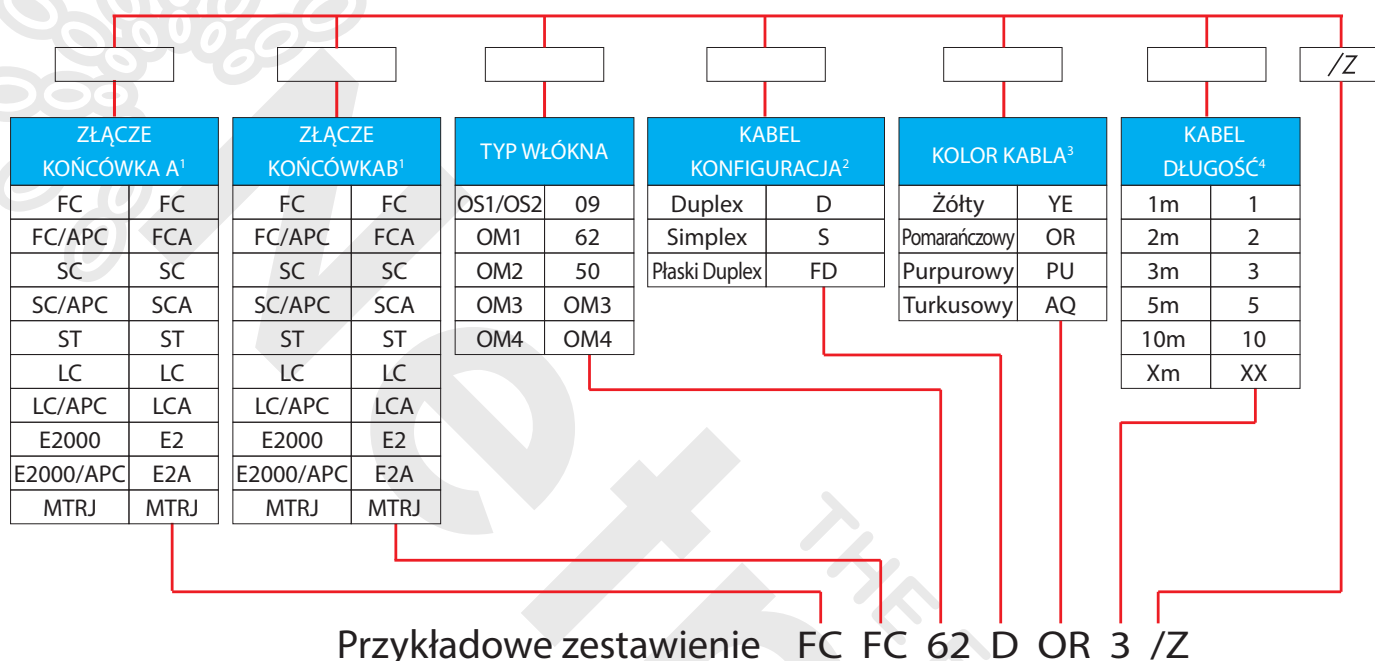 /Z
ZŁĄCZE KOŃCÓWKA A¹
FC FC
FC/APC FCA
SC SC
SC/APC SCA
ST ST
LC LC
LC/APC LCA
E2000 E2
E2000/APC E2A
MTRJ MTRJ
ZŁĄCZE KOŃCÓWKAB¹
FC FC
FC/APC FCA
SC SC
SC/APC SCA
ST ST
LC LC
LC/APC LCA
E2000 E2
E2000/APC E2A
MTRJ MTRJ
TYP WŁÓKNA
OS1/OS2 09
OM1 62
OM2 50
OM3 OM3
OM4 OM4
KABEL KONFIGURACJA²
Duplex D
Simplex S
Płaski Duplex FD
KOLOR KABLA³
Żółty YE
Pomarańczowy OR
Purpurowy PU
Turkusowy AQ
KABEL DŁUGOŚĆ⁴
1m 1
2m 2
3m 3
5m 5
10m 10
Xm XX
THE
Przykładowe zestawienie FC FC 62 D OR 3 /Z